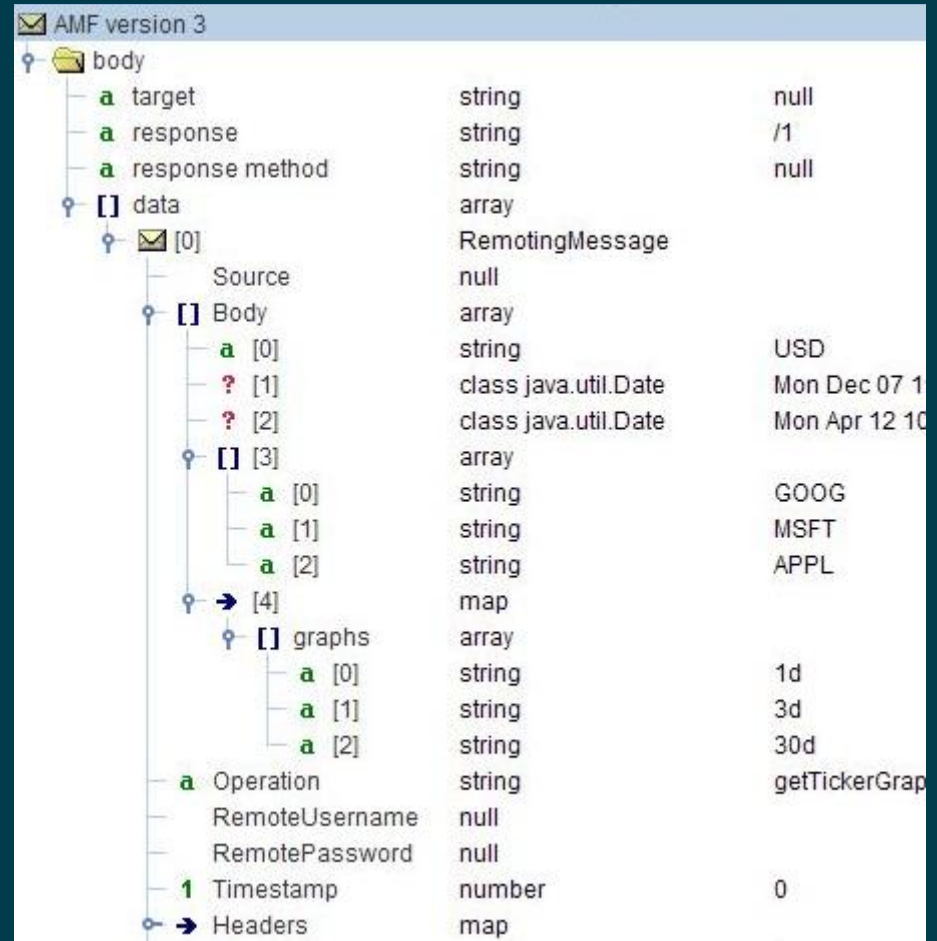 AMF version 3
body
a target string null
a response string /1
a response method string null
[] data array
[0] RemotingMessage
Source null
[] Body array
a [0] string USD
? [1] class java.util.Date Mon Dec 07 1
? [2] class java.util.Date Mon Apr 12 10
[] [3] array
a [0] string GOOG
a [1] string MSFT
a [2] string APPL
[4] map
[] graphs array
a [0] string 1d
a [1] string 3d
a [2] string 30d
a Operation string getTickerGrap
RemoteUsername null
RemotePassword null
1 Timestamp number 0
Headers map